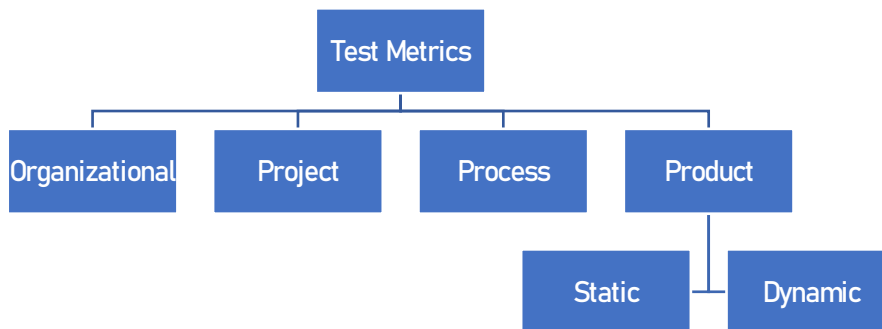 Test Metrics
Organizational
Project
Process
Product
Static
Dynamic